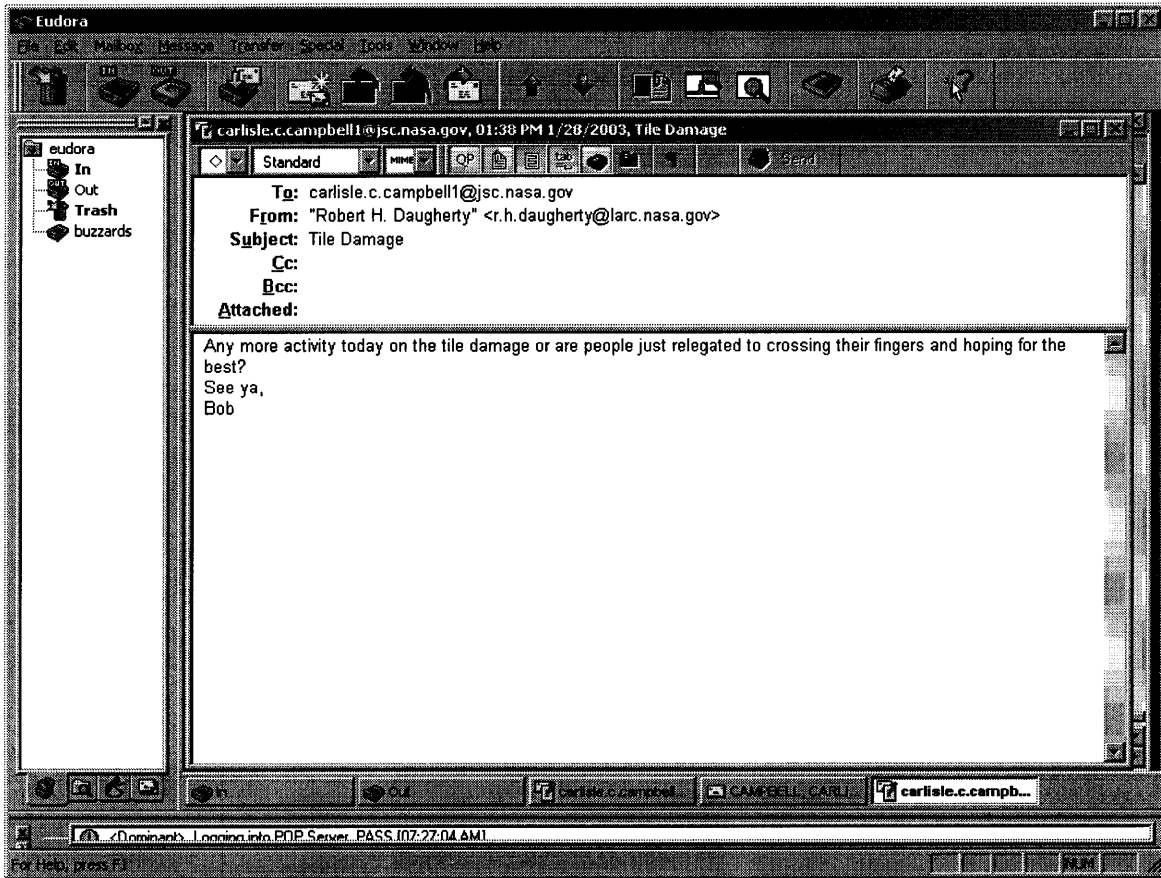 Eudora
File Edit Mailbox Message Transfer Special Tools Window Help
IN OUT
eudora
In
Out
Trash
buzzards
carlisle.c.campbell1@jsc.nasa.gov, 01:38 PM 1/28/2003, Tile Damage
Standard MIME QP tab Send
To: carlisle.c.campbell1@jsc.nasa.gov
From: "Robert H. Daugherty" <r.h.daugherty@larc.nasa.gov>
Subject: Tile Damage
Cc:
Bcc:
Attached:
Any more activity today on the tile damage or are people just relegated to crossing their fingers and hoping for the
best?
See ya,
Bob
In Out carlisle.c.campbel... CAMPBELL, CARLI... carlisle.c.campb...
<Dominant> Logging into POP Server, PASS [07:27:04 AM]
For Help, press F1 NUM